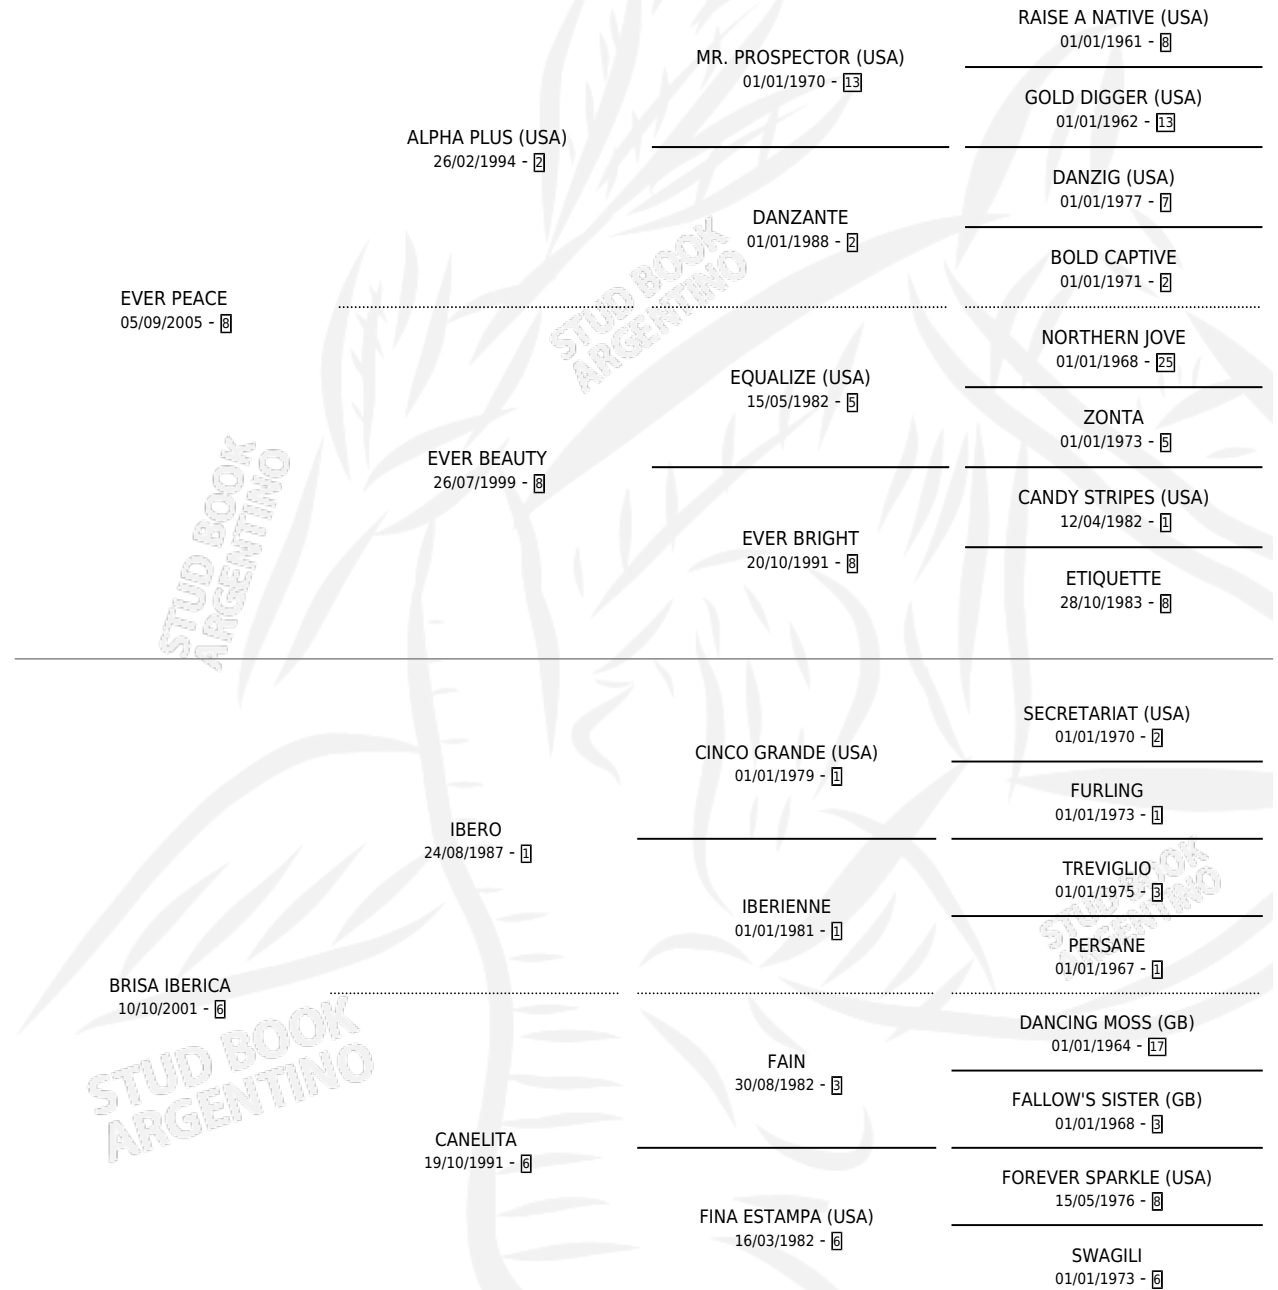 RAISE A NATIVE (USA)
01/01/1961 - 8
MR. PROSPECTOR (USA)
01/01/1970 - 13
GOLD DIGGER (USA)
01/01/1962 - 13
ALPHA PLUS (USA)
26/02/1994 - 2
DANZIG (USA)
01/01/1977 - 7
DANZANTE
01/01/1988 - 2
BOLD CAPTIVE
01/01/1971 - 2
EVER PEACE
05/09/2005 - 8
NORTHERN JOVE
01/01/1968 - 25
EQUALIZE (USA)
15/05/1982 - 5
ZONTA
01/01/1973 - 5
EVER BEAUTY
26/07/1999 - 8
CANDY STRIPES (USA)
12/04/1982 - 1
EVER BRIGHT
20/10/1991 - 8
ETIQUETTE
28/10/1983 - 8
STUD BOOK
ARGENTINO
STUD BOOK
ARGENTINO
SECRETARIAT (USA)
01/01/1970 - 2
CINCO GRANDE (USA)
01/01/1979 - 1
FURLING
01/01/1973 - 1
IBERO
24/08/1987 - 1
TREVIGLIO
01/01/1975 - 3
IBERIENNE
01/01/1981 - 1
PERSANE
01/01/1967 - 1
BRISA IBERICA
10/10/2001 - 6
DANCING MOSS (GB)
01/01/1964 - 17
FAIN
30/08/1982 - 3
FALLOW'S SISTER (GB)
01/01/1968 - 3
CANELITA
19/10/1991 - 6
FOREVER SPARKLE (USA)
15/05/1976 - 8
FINA ESTAMPA (USA)
16/03/1982 - 6
SWAGILI
01/01/1973 - 6
STUD BOOK
ARGENTINO
STUD BOOK
ARGENTINO